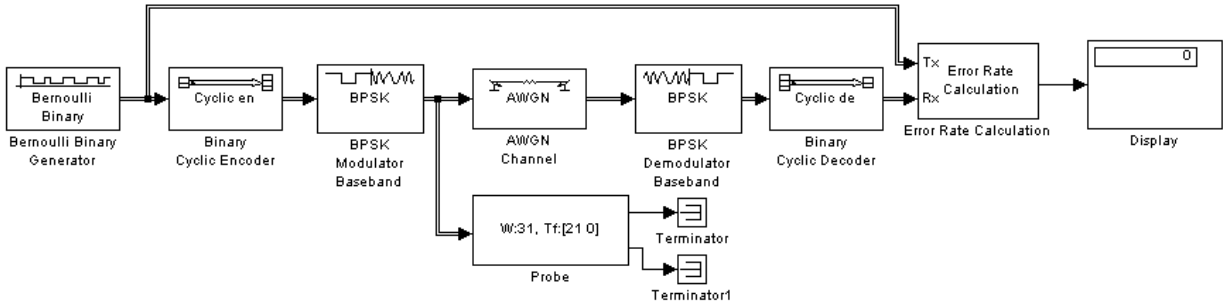 Bernoulli
Binary
Bernoulli Binary
Generator
Cyclic en
Binary
Cyclic Encoder
BPSK
BPSK
Modulator
Baseband
AWGN
AWGN
Channel
BPSK
BPSK
Demodulator
Baseband
Cyclic de
Binary
Cyclic Decoder
Tx
Rx
Error Rate
Calculation
Error Rate Calculation
0
Display
W:31, Tf:[21 0]
Probe
Terminator
Terminator1